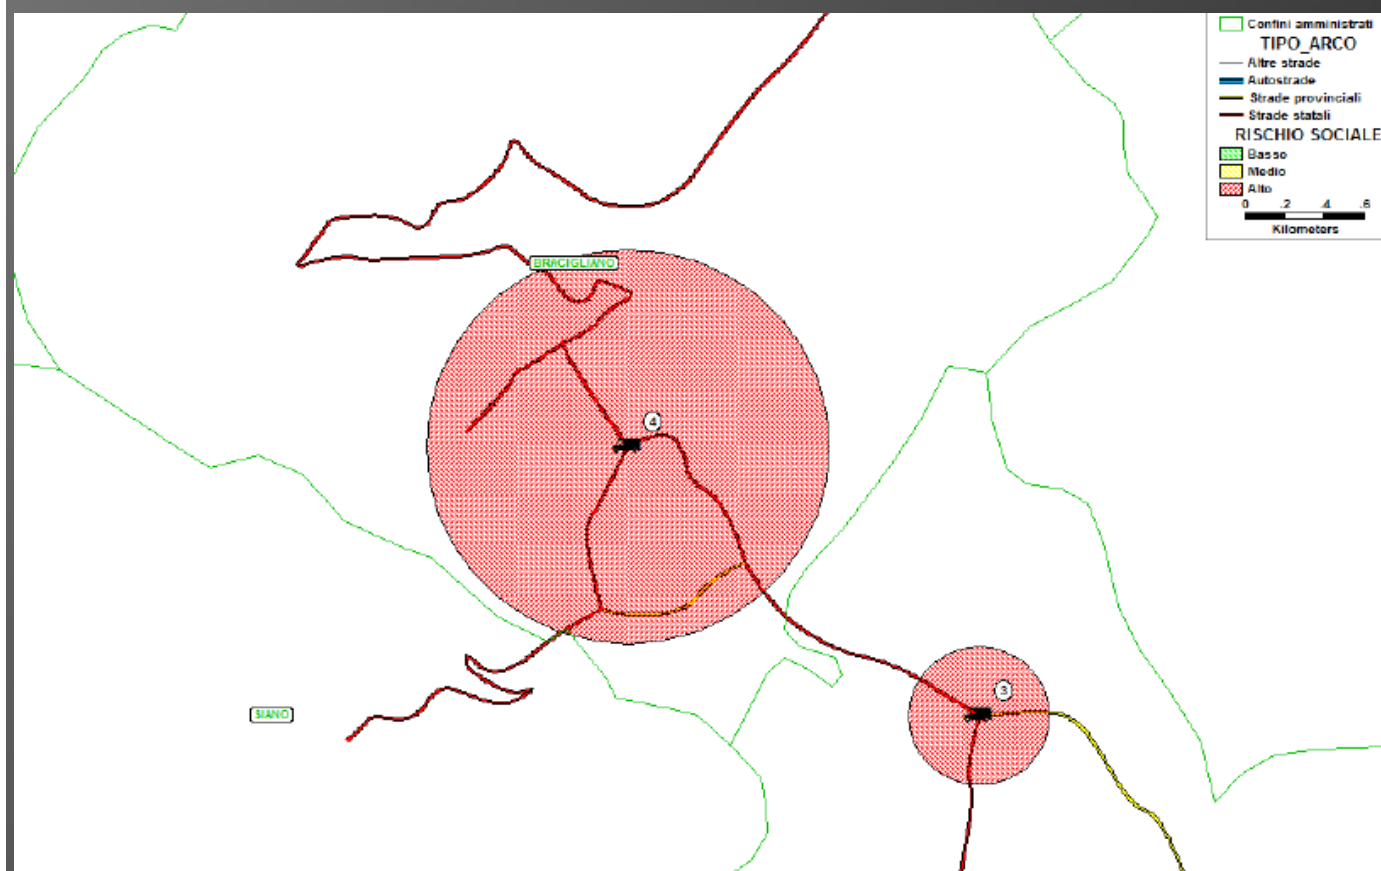 Confini amministrati
TIPO_ARCO
Altre strade
Autostrade
Strade provinciali
Strade statali
RISCHIO SOCIALE
Basso
Medio
Alto
0 .2 .4 .6
Kilometers
BRACIGLIANO
4
3
SIANO